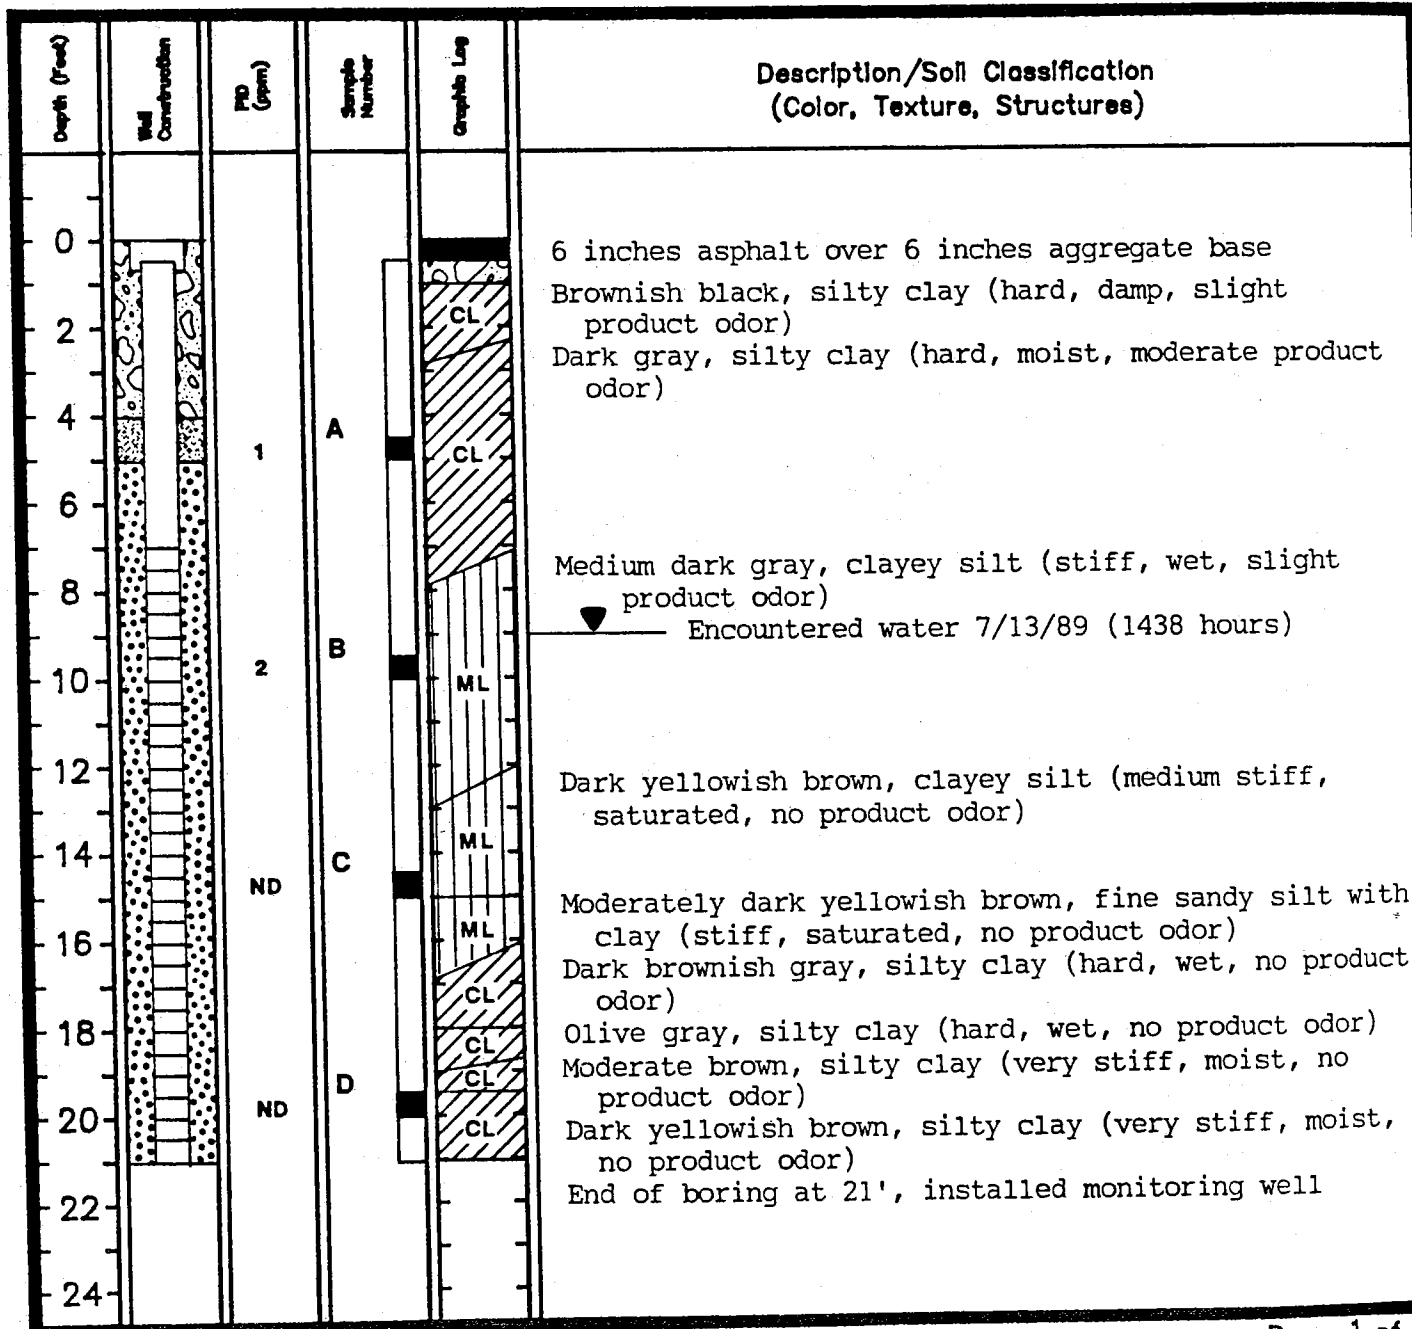 Depth (Feet)
Well
Construction
PID
(ppm)
Sample
Number
Graphic Log
Description/Soil Classification
(Color, Texture, Structures)
0
6 inches asphalt over 6 inches aggregate base
Brownish black, silty clay (hard, damp, slight
CL
product odor)
2
Dark gray, silty clay (hard, moist, moderate product
odor)
4
A
1
CL
6
Medium dark gray, clayey silt (stiff, wet, slight
8
product odor)
Encountered water 7/13/89 (1438 hours)
B
2
10
ML
12
Dark yellowish brown, clayey silt (medium stiff,
saturated, no product odor)
ML
14
C
ND
Moderately dark yellowish brown, fine sandy silt with
ML
clay (stiff, saturated, no product odor)
16
Dark brownish gray, silty clay (hard, wet, no product
CL
odor)
18
Olive gray, silty clay (hard, wet, no product odor)
CL
Moderate brown, silty clay (very stiff, moist, no
CL
D
product odor)
ND
20
CL
Dark yellowish brown, silty clay (very stiff, moist,
no product odor)
End of boring at 21', installed monitoring well
22
24
1 of